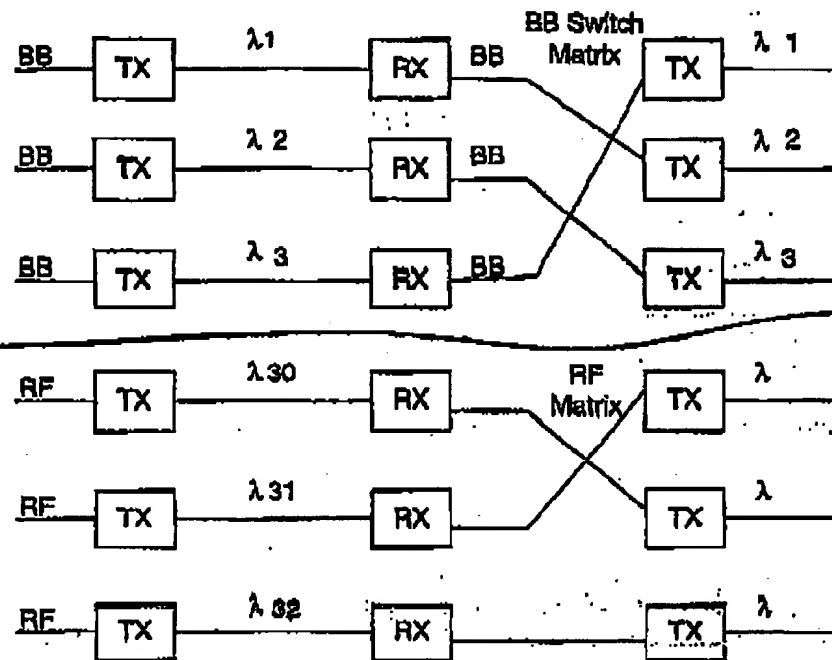 BB TX λ1 RX BB BB Switch Matrix TX λ 1
BB TX λ 2 RX BB TX λ 2
BB TX λ 3 RX BB TX λ 3
RF TX λ30 RX RF Matrix TX λ
RF TX λ31 RX TX λ
RF TX λ 32 RX TX λ